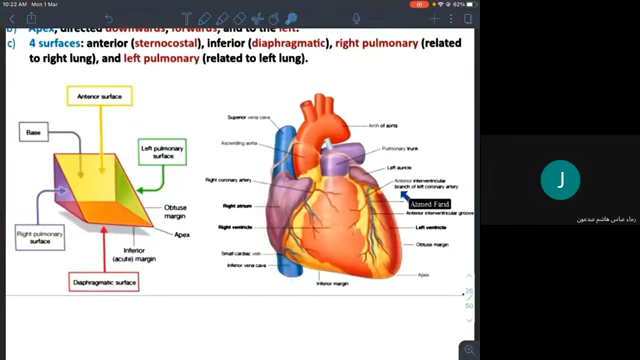 10:22 AM Mon 1 Mar
62%
b) Apex, directed downwards, forwards, and to the left.
c) 4 surfaces: anterior (sternocostal), inferior (diaphragmatic), right pulmonary (related
to right lung), and left pulmonary (related to left lung).
Anterior surface
Base
Left pulmonary
surface
Obtuse
margin
Apex
Right pulmonary
surface
Inferior
(acute) margin
Diaphragmatic surface
Superior vena cava
Ascending aorta
Right coronary artery
Right atrium
Right ventricle
Small cardiac vein
Inferior vena cava
Inferior margin
Arch of aorta
Pulmonary trunk
Left auricle
Anterior interventricular
branch of left coronary artery
Ahmed Farid
Anterior interventricular groove
Left ventricle
Obtuse margin
Apex
26
50
J
رجاء عباس هاشم عبدعون